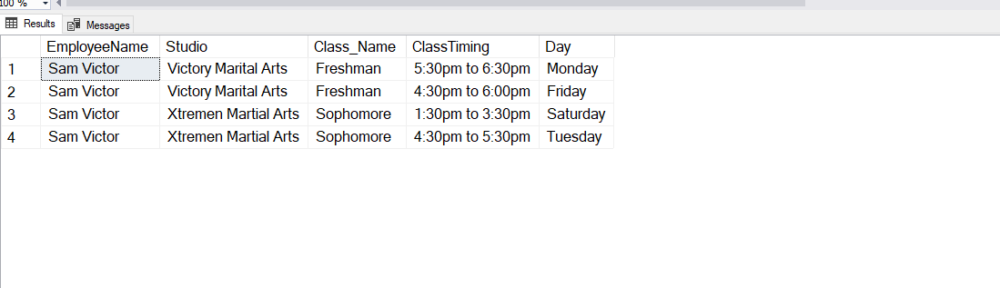 100 %
Results Messages
EmployeeName Studio Class_Name ClassTiming Day
1 Sam Victor Victory Marital Arts Freshman 5:30pm to 6:30pm Monday
2 Sam Victor Victory Marital Arts Freshman 4:30pm to 6:00pm Friday
3 Sam Victor Xtremen Martial Arts Sophomore 1:30pm to 3:30pm Saturday
4 Sam Victor Xtremen Martial Arts Sophomore 4:30pm to 5:30pm Tuesday